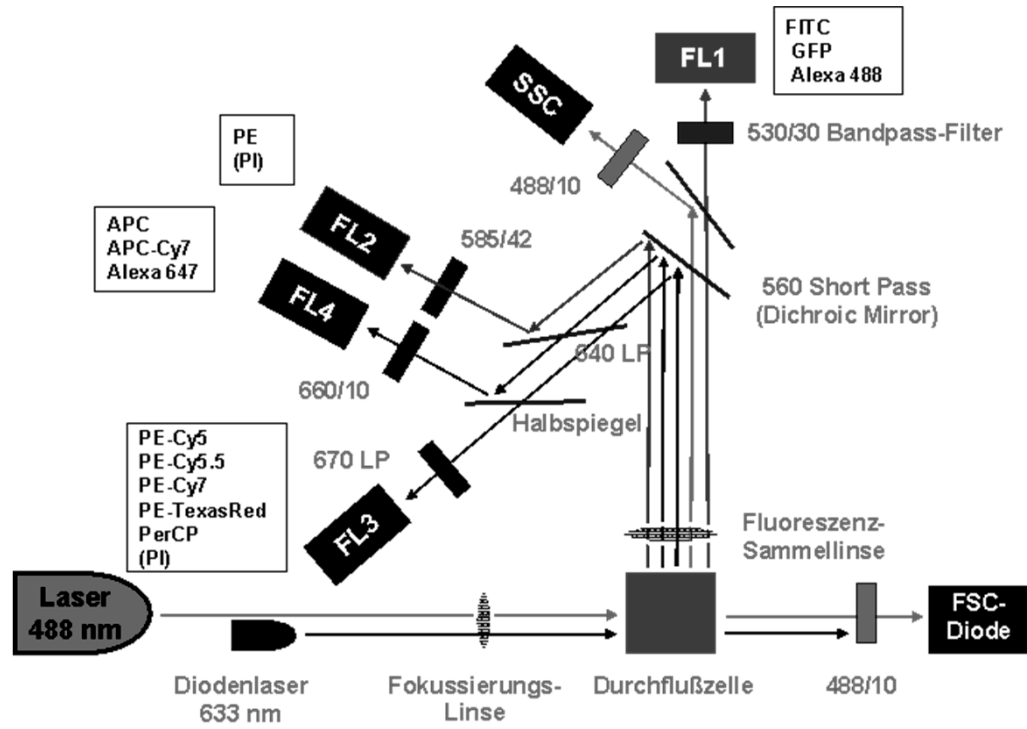 FITC
GFP
Alexa 488
FL1
SSC
530/30 Bandpass-Filter
488/10
PE
(PI)
APC
APC-Cy7
Alexa 647
FL2
585/42
FL4
560 Short Pass
(Dichroic Mirror)
640 LP
660/10
Halbspiegel
PE-Cy5
PE-Cy5.5
PE-Cy7
PE-TexasRed
PerCP
(PI)
670 LP
FL3
Fluoreszenz-
Sammellinse
Laser
488 nm
FSC-
Diode
Diodenlaser
633 nm
Fokussierungs-
Linse
Durchflußzelle
488/10